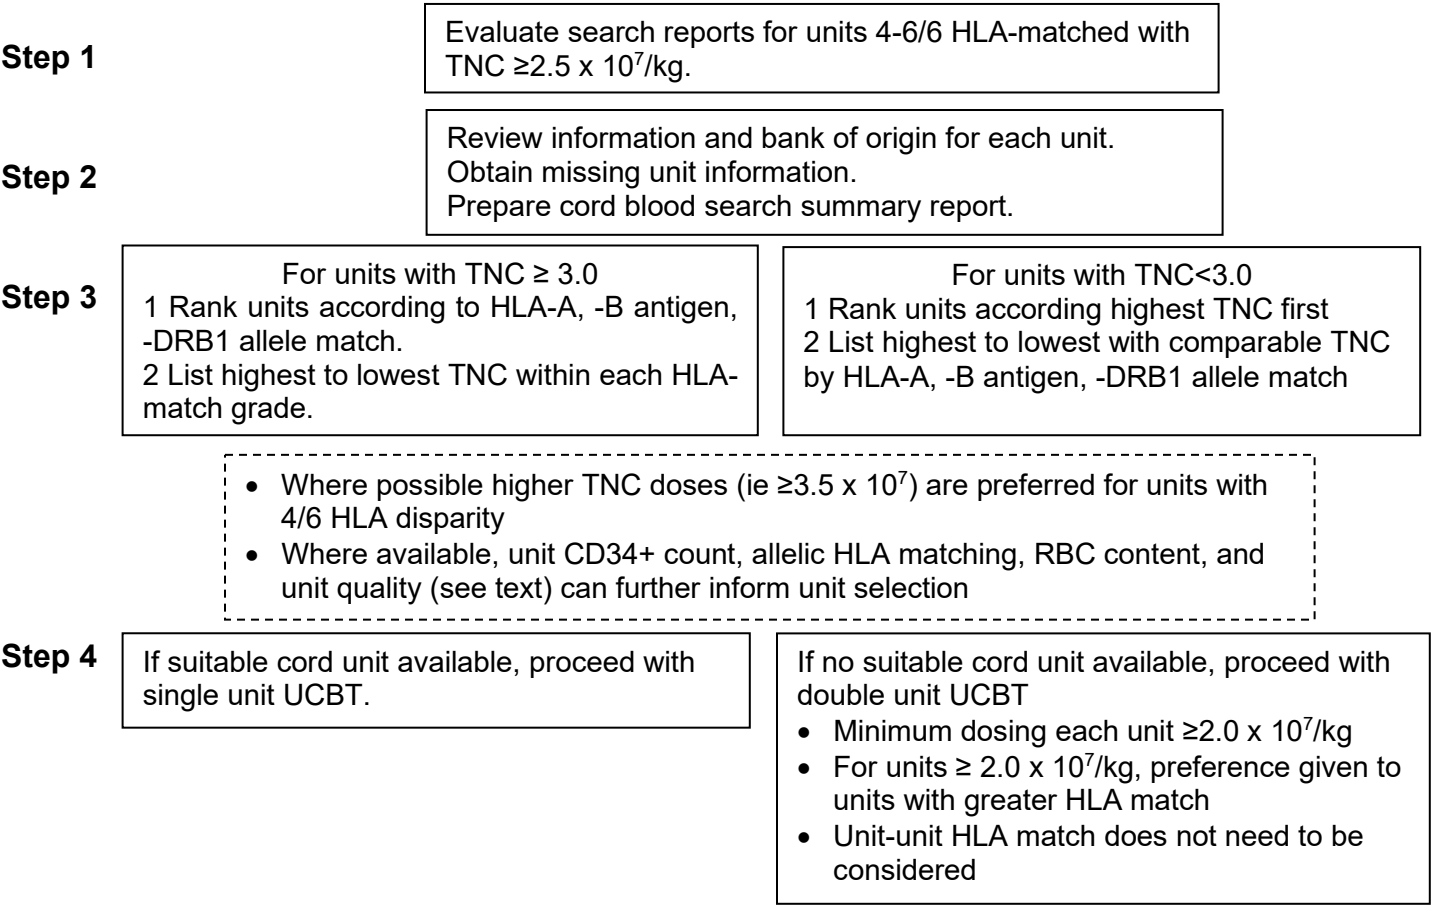 Step 1
Evaluate search reports for units 4-6/6 HLA-matched with
TNC ≥2.5 x 10⁷/kg.
Step 2
Review information and bank of origin for each unit.
Obtain missing unit information.
Prepare cord blood search summary report.
Step 3
For units with TNC ≥ 3.0
1 Rank units according to HLA-A, -B antigen,
-DRB1 allele match.
2 List highest to lowest TNC within each HLA-
match grade.
For units with TNC<3.0
1 Rank units according highest TNC first
2 List highest to lowest with comparable TNC
by HLA-A, -B antigen, -DRB1 allele match
• Where possible higher TNC doses (ie ≥3.5 x 10⁷) are preferred for units with
4/6 HLA disparity
• Where available, unit CD34+ count, allelic HLA matching, RBC content, and
unit quality (see text) can further inform unit selection
Step 4
If suitable cord unit available, proceed with
single unit UCBT.
If no suitable cord unit available, proceed with
double unit UCBT
• Minimum dosing each unit ≥2.0 x 10⁷/kg
• For units ≥ 2.0 x 10⁷/kg, preference given to
units with greater HLA match
• Unit-unit HLA match does not need to be
considered